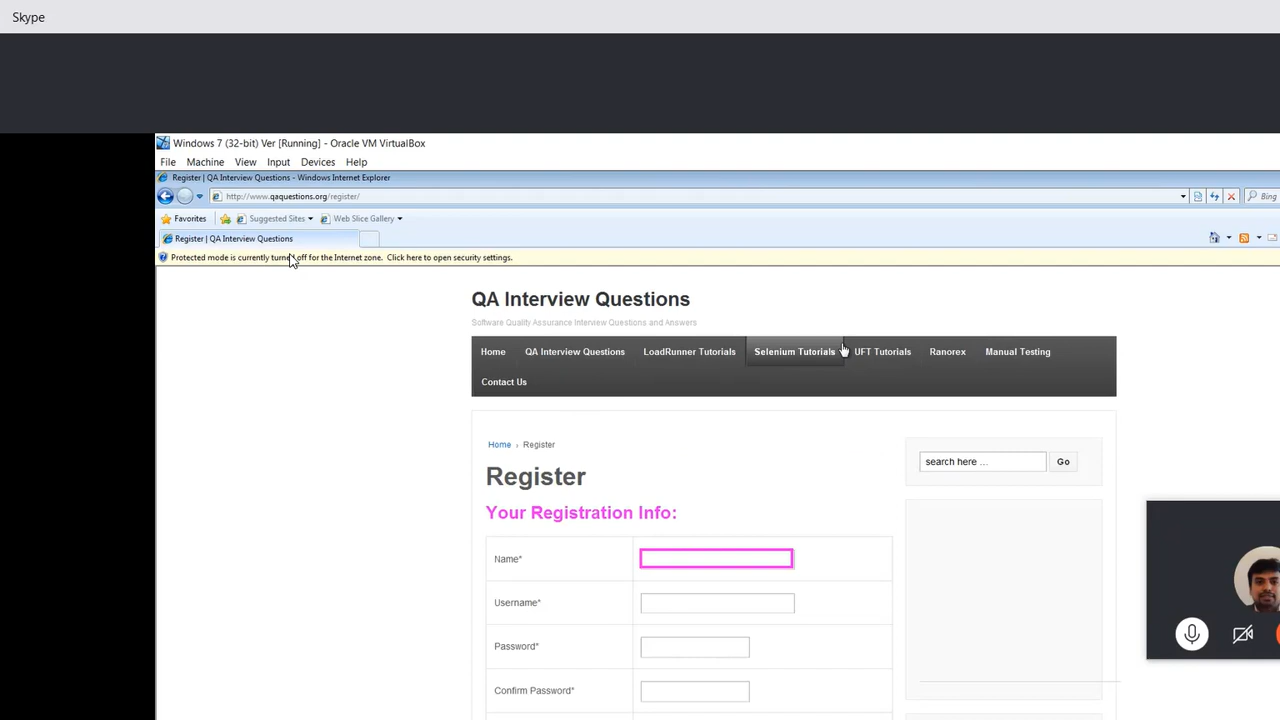 Skype
Windows 7 (32-bit) Ver [Running] - Oracle VM VirtualBox
File Machine View Input Devices Help
Register | QA Interview Questions - Windows Internet Explorer
http://www.qaquestions.org/register/
Bing
Favorites Suggested Sites Web Slice Gallery
Register | QA Interview Questions
Protected mode is currently turned off for the Internet zone. Click here to open security settings.
QA Interview Questions
Software Quality Assurance Interview Questions and Answers
Home QA Interview Questions LoadRunner Tutorials Selenium Tutorials UFT Tutorials Ranorex Manual Testing
Contact Us
Home › Register
search here ... Go
Register
Your Registration Info:
Name*
Username*
Password*
Confirm Password*